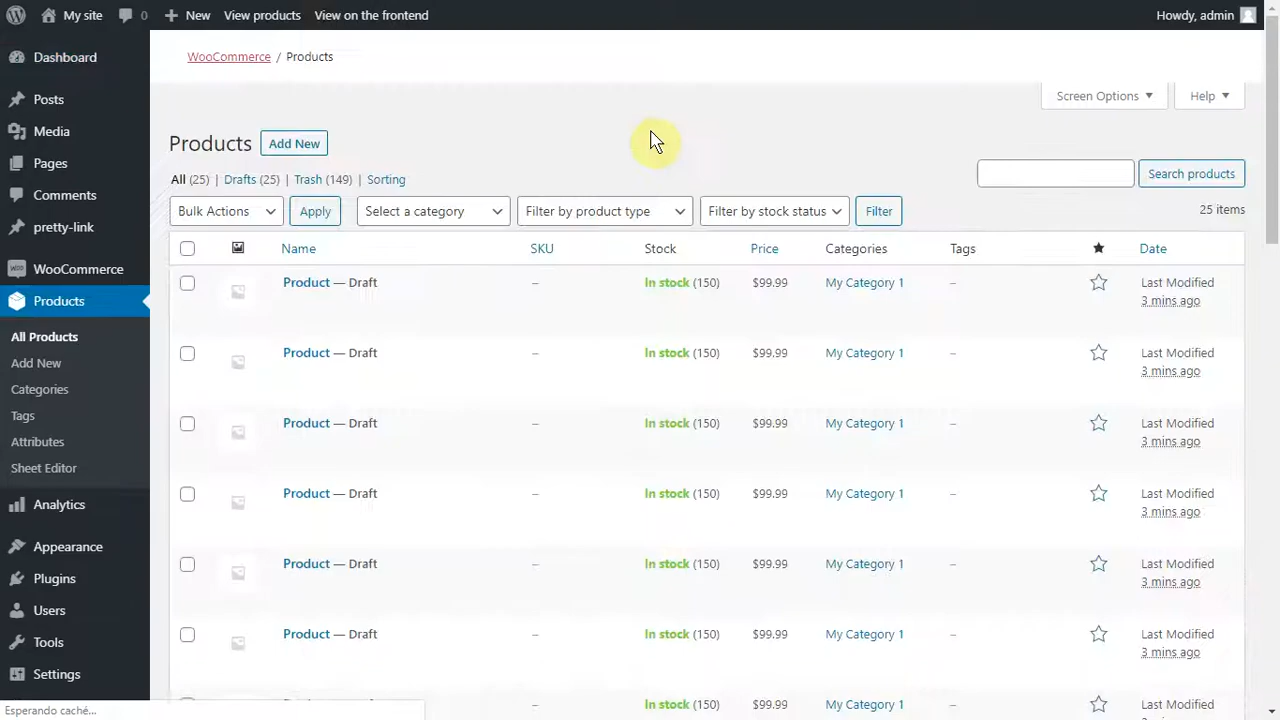 My site 0 New View products View on the frontend Howdy, admin
Dashboard
Posts
Media
Pages
Comments
pretty-link
WooCommerce
Products
All Products
Add New
Categories
Tags
Attributes
Sheet Editor
Analytics
Appearance
Plugins
Users
Tools
Settings
WooCommerce / Products
Screen Options Help
Products Add New
All (25) | Drafts (25) | Trash (149) | Sorting
Search products
Bulk Actions Apply Select a category Filter by product type Filter by stock status Filter 25 items
Name SKU Stock Price Categories Tags Date
Product — Draft – In stock (150) $99.99 My Category 1 – Last Modified
3 mins ago
Product — Draft – In stock (150) $99.99 My Category 1 – Last Modified
3 mins ago
Product — Draft – In stock (150) $99.99 My Category 1 – Last Modified
3 mins ago
Product — Draft – In stock (150) $99.99 My Category 1 – Last Modified
3 mins ago
Product — Draft – In stock (150) $99.99 My Category 1 – Last Modified
3 mins ago
Product — Draft – In stock (150) $99.99 My Category 1 – Last Modified
3 mins ago
In stock (150) $99.99 My Category 1 – Last Modified
Esperando caché...